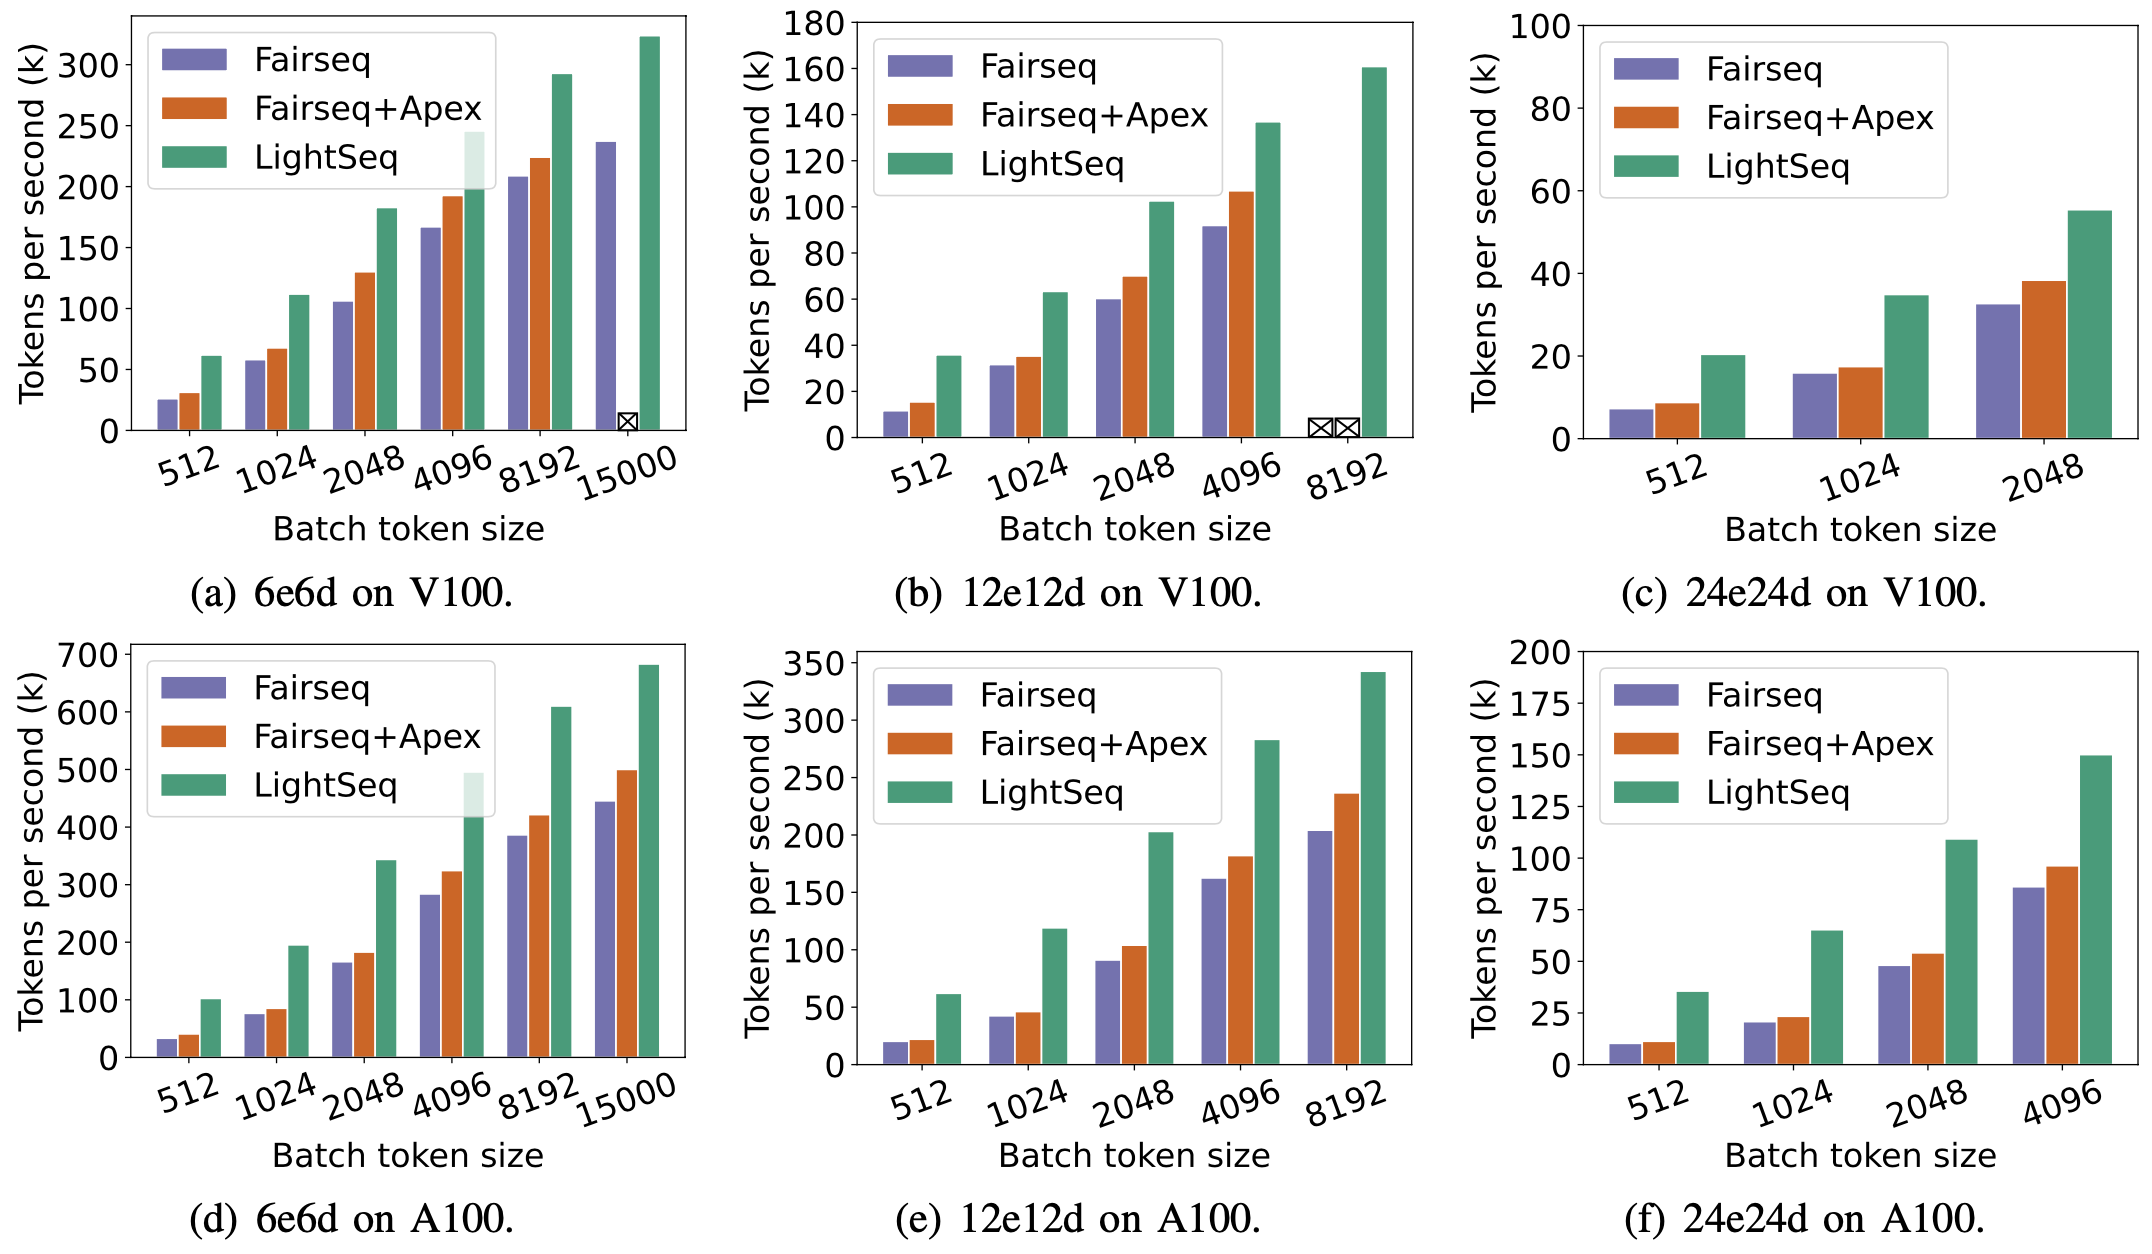 Tokens per second (k)
300
250
200
150
100
50
0
Fairseq
Fairseq+Apex
LightSeq
512 1024 2048 4096 8192 15000
Batch token size
(a) 6e6d on V100.
Tokens per second (k)
180
160
140
120
100
80
60
40
20
0
Fairseq
Fairseq+Apex
LightSeq
512 1024 2048 4096 8192
Batch token size
(b) 12e12d on V100.
Tokens per second (k)
100
80
60
40
20
0
Fairseq
Fairseq+Apex
LightSeq
512 1024 2048
Batch token size
(c) 24e24d on V100.
Tokens per second (k)
700
600
500
400
300
200
100
0
Fairseq
Fairseq+Apex
LightSeq
512 1024 2048 4096 8192 15000
Batch token size
(d) 6e6d on A100.
Tokens per second (k)
350
300
250
200
150
100
50
0
Fairseq
Fairseq+Apex
LightSeq
512 1024 2048 4096 8192
Batch token size
(e) 12e12d on A100.
Tokens per second (k)
200
175
150
125
100
75
50
25
0
Fairseq
Fairseq+Apex
LightSeq
512 1024 2048 4096
Batch token size
(f) 24e24d on A100.